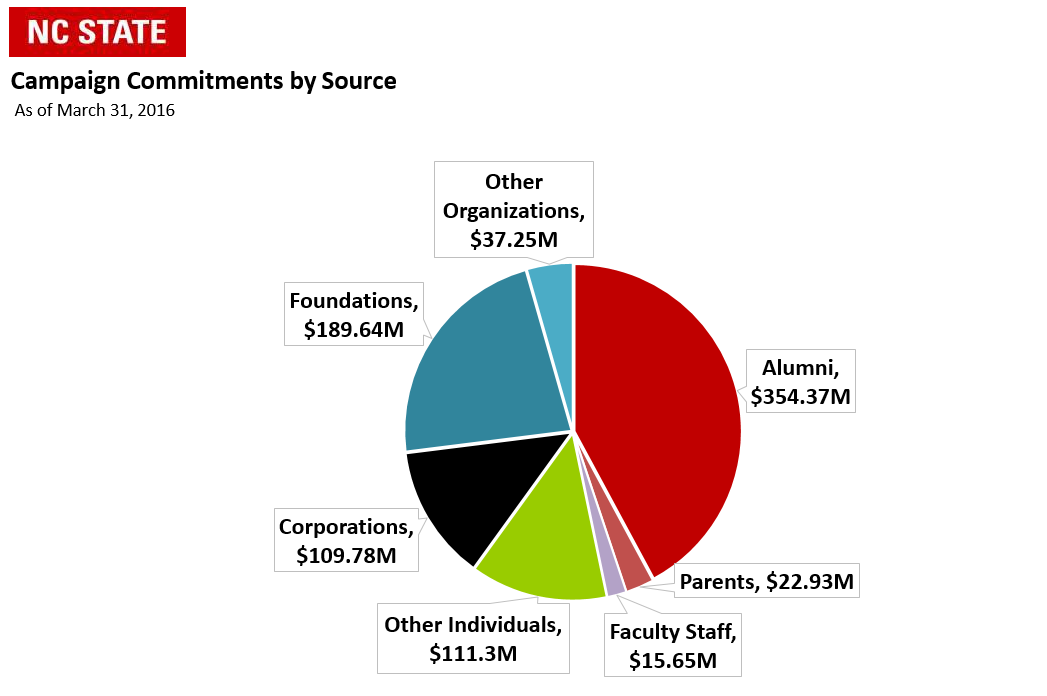 NC STATE
Campaign Commitments by Source
As of March 31, 2016
Other
Organizations,
$37.25M
Foundations,
$189.64M
Alumni,
$354.37M
Corporations,
$109.78M
Parents, $22.93M
Other Individuals,
$111.3M
Faculty Staff,
$15.65M